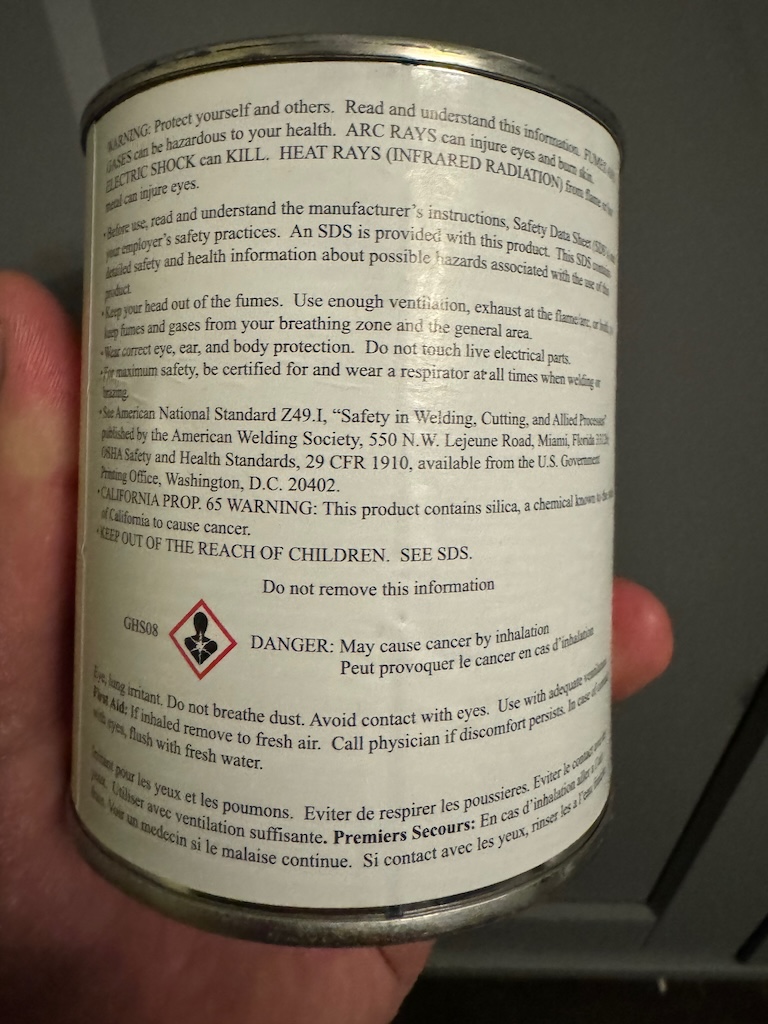 WARNING: Protect yourself and others. Read and understand this information. FUMES
GASES can be hazardous to your health. ARC RAYS can injure eyes and burn skin.
ELECTRIC SHOCK can KILL. HEAT RAYS (INFRARED RADIATION) from flame or hot
metal can injure eyes.
•Before use, read and understand the manufacturer's instructions, Safety Data Sheet (SDS)
your employer's safety practices. An SDS is provided with this product. This SDS contains
detailed safety and health information about possible hazards associated with the use of this
product.
•Keep your head out of the fumes. Use enough ventilation, exhaust at the flame/arc, or both,
keep fumes and gases from your breathing zone and the general area.
•Wear correct eye, ear, and body protection. Do not touch live electrical parts.
•For maximum safety, be certified for and wear a respirator at all times when welding or
brazing.
•See American National Standard Z49.I, "Safety in Welding, Cutting, and Allied Processes"
published by the American Welding Society, 550 N.W. Lejeune Road, Miami, Florida 33126
OSHA Safety and Health Standards, 29 CFR 1910, available from the U.S. Government
Printing Office, Washington, D.C. 20402.
•CALIFORNIA PROP. 65 WARNING: This product contains silica, a chemical known to the
of California to cause cancer.
•KEEP OUT OF THE REACH OF CHILDREN. SEE SDS.
Do not remove this information
GHS08
DANGER: May cause cancer by inhalation
Peut provoquer le cancer en cas d'inhalation
Eye, lung irritant. Do not breathe dust. Avoid contact with eyes. Use with adequate ventilation.
First Aid: If inhaled remove to fresh air. Call physician if discomfort persists. In case of contact
with eyes, flush with fresh water.
Irritant pour les yeux et les poumons. Eviter de respirer les poussieres. Eviter le contact
yeux. Utiliser avec ventilation suffisante. Premiers Secours: En cas d'inhalation aller a l'air
frais. Voir un medecin si le malaise continue. Si contact avec les yeux, rinser les a l'eau